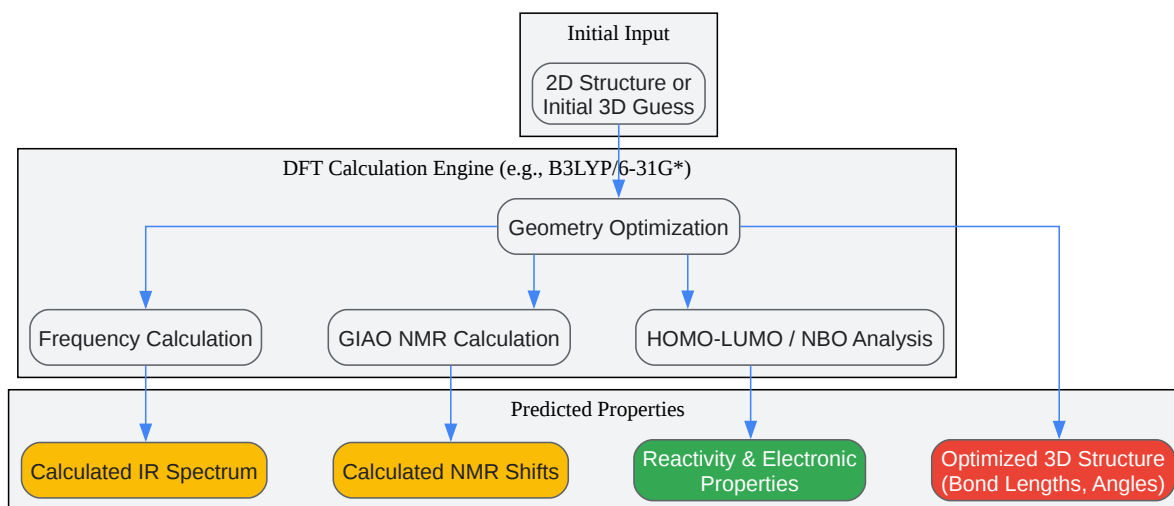 Initial Input
2D Structure or
Initial 3D Guess
DFT Calculation Engine (e.g., B3LYP/6-31G*)
Geometry Optimization
Frequency Calculation
GIAO NMR Calculation
HOMO-LUMO / NBO Analysis
Predicted Properties
Calculated IR Spectrum
Calculated NMR Shifts
Reactivity & Electronic
Properties
Optimized 3D Structure
(Bond Lengths, Angles)